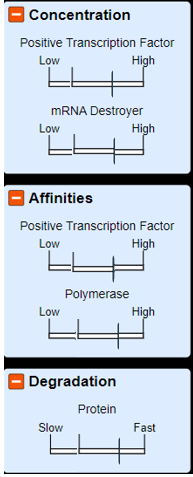 Concentration
Positive Transcription Factor
Low High
mRNA Destroyer
Low High
Affinities
Positive Transcription Factor
Low High
Polymerase
Low High
Degradation
Protein
Slow Fast